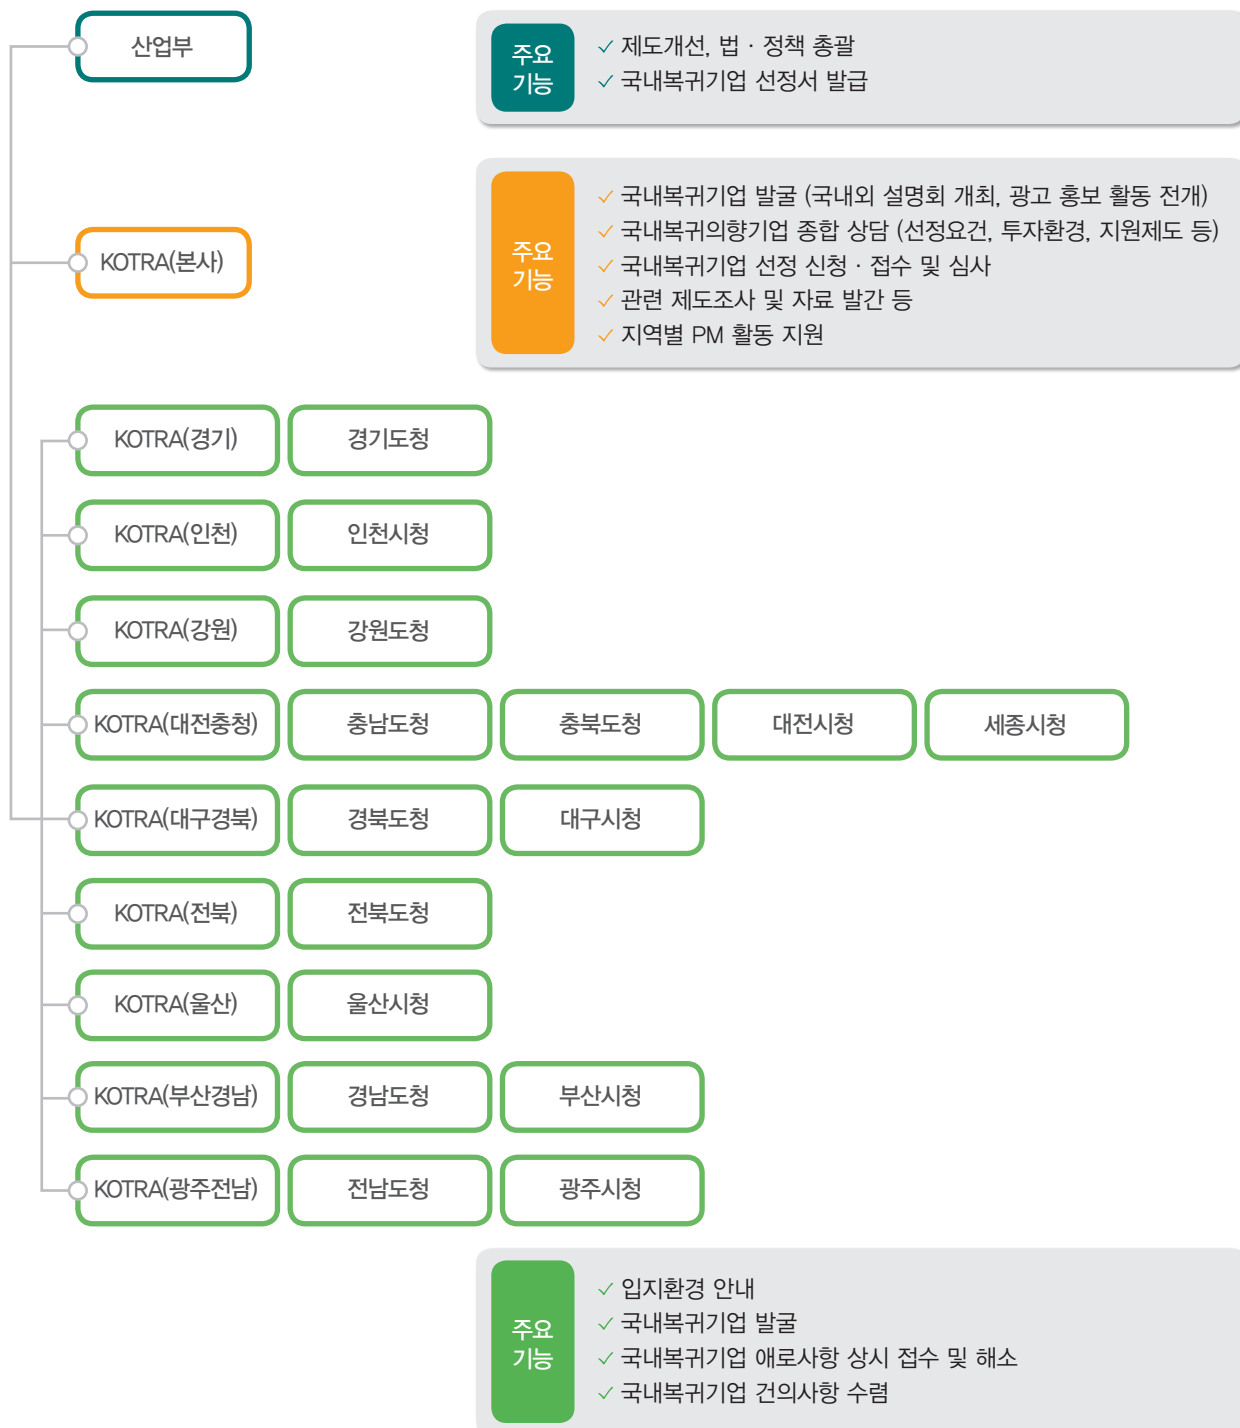 산업부
주요
기능
제도개선, 법 · 정책 총괄
국내복귀기업 선정서 발급
KOTRA(본사)
주요
기능
국내복귀기업 발굴 (국내외 설명회 개최, 광고 홍보 활동 전개)
국내복귀의향기업 종합 상담 (선정요건, 투자환경, 지원제도 등)
국내복귀기업 선정 신청 · 접수 및 심사
관련 제도조사 및 자료 발간 등
지역별 PM 활동 지원
KOTRA(경기) 경기도청
KOTRA(인천) 인천시청
KOTRA(강원) 강원도청
KOTRA(대전충청) 충남도청 충북도청 대전시청 세종시청
KOTRA(대구경북) 경북도청 대구시청
KOTRA(전북) 전북도청
KOTRA(울산) 울산시청
KOTRA(부산경남) 경남도청 부산시청
KOTRA(광주전남) 전남도청 광주시청
주요
기능
입지환경 안내
국내복귀기업 발굴
국내복귀기업 애로사항 상시 접수 및 해소
국내복귀기업 건의사항 수렴